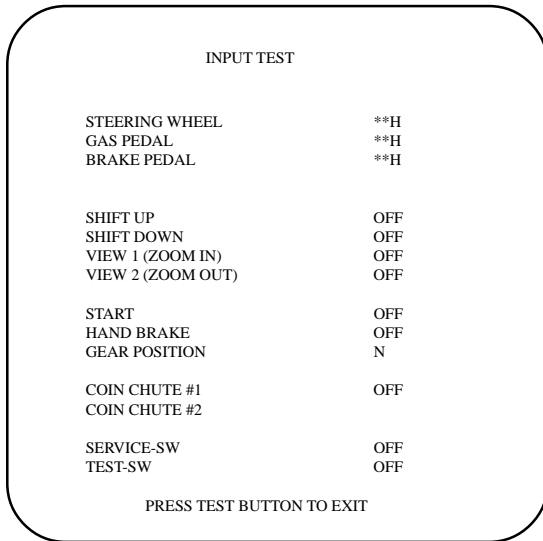 INPUT TEST
STEERING WHEEL **H
GAS PEDAL **H
BRAKE PEDAL **H
SHIFT UP OFF
SHIFT DOWN OFF
VIEW 1 (ZOOM IN) OFF
VIEW 2 (ZOOM OUT) OFF
START OFF
HAND BRAKE OFF
GEAR POSITION N
COIN CHUTE #1 OFF
COIN CHUTE #2
SERVICE-SW OFF
TEST-SW OFF
PRESS TEST BUTTON TO EXIT